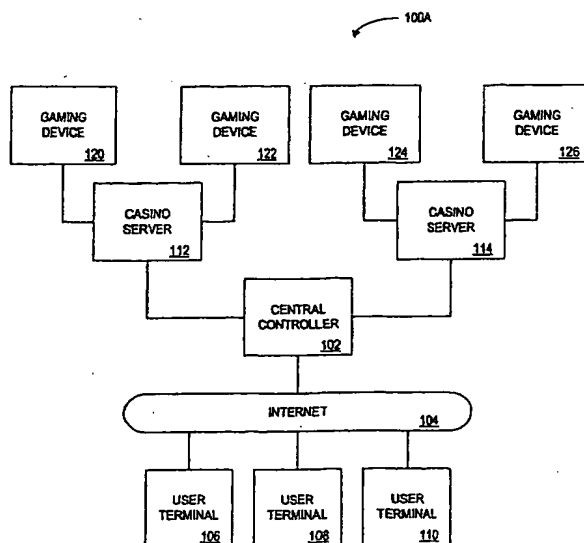 100A
GAMING DEVICE 120
GAMING DEVICE 122
GAMING DEVICE 124
GAMING DEVICE 126
CASINO SERVER 112
CASINO SERVER 114
CENTRAL CONTROLLER 102
INTERNET 104
USER TERMINAL 106
USER TERMINAL 108
USER TERMINAL 110